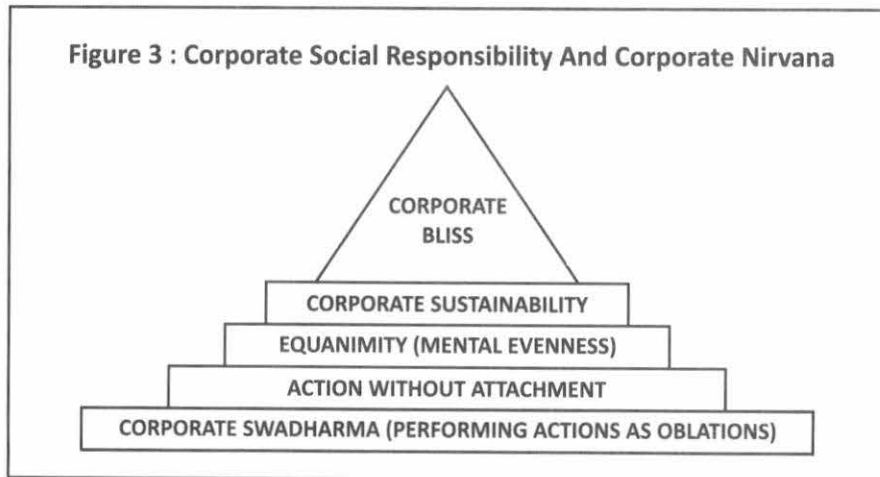 Figure 3 : Corporate Social Responsibility And Corporate Nirvana
CORPORATE
BLISS
CORPORATE SUSTAINABILITY
EQUANIMITY (MENTAL EVENNESS)
ACTION WITHOUT ATTACHMENT
CORPORATE SWADHARMA (PERFORMING ACTIONS AS OBLATIONS)